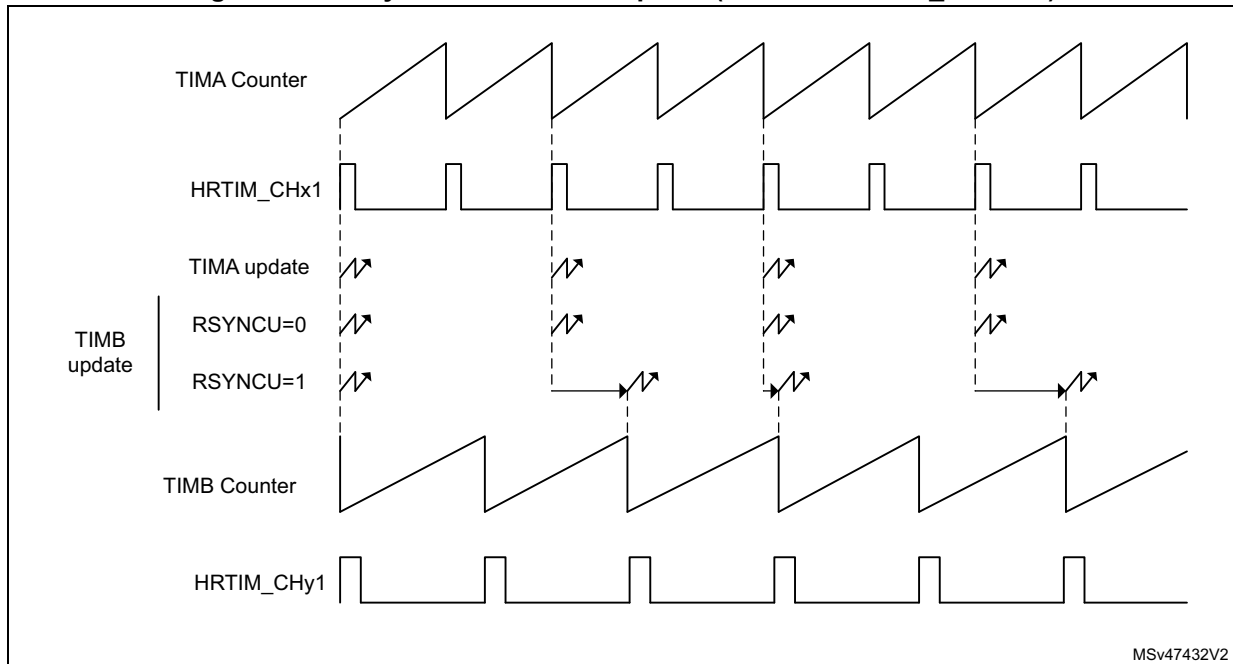 TIMA Counter
HRTIM_CHx1
TIMA update
RSYNCU=0
TIMB
update
RSYNCU=1
TIMB Counter
HRTIM_CHy1
MSv47432V2